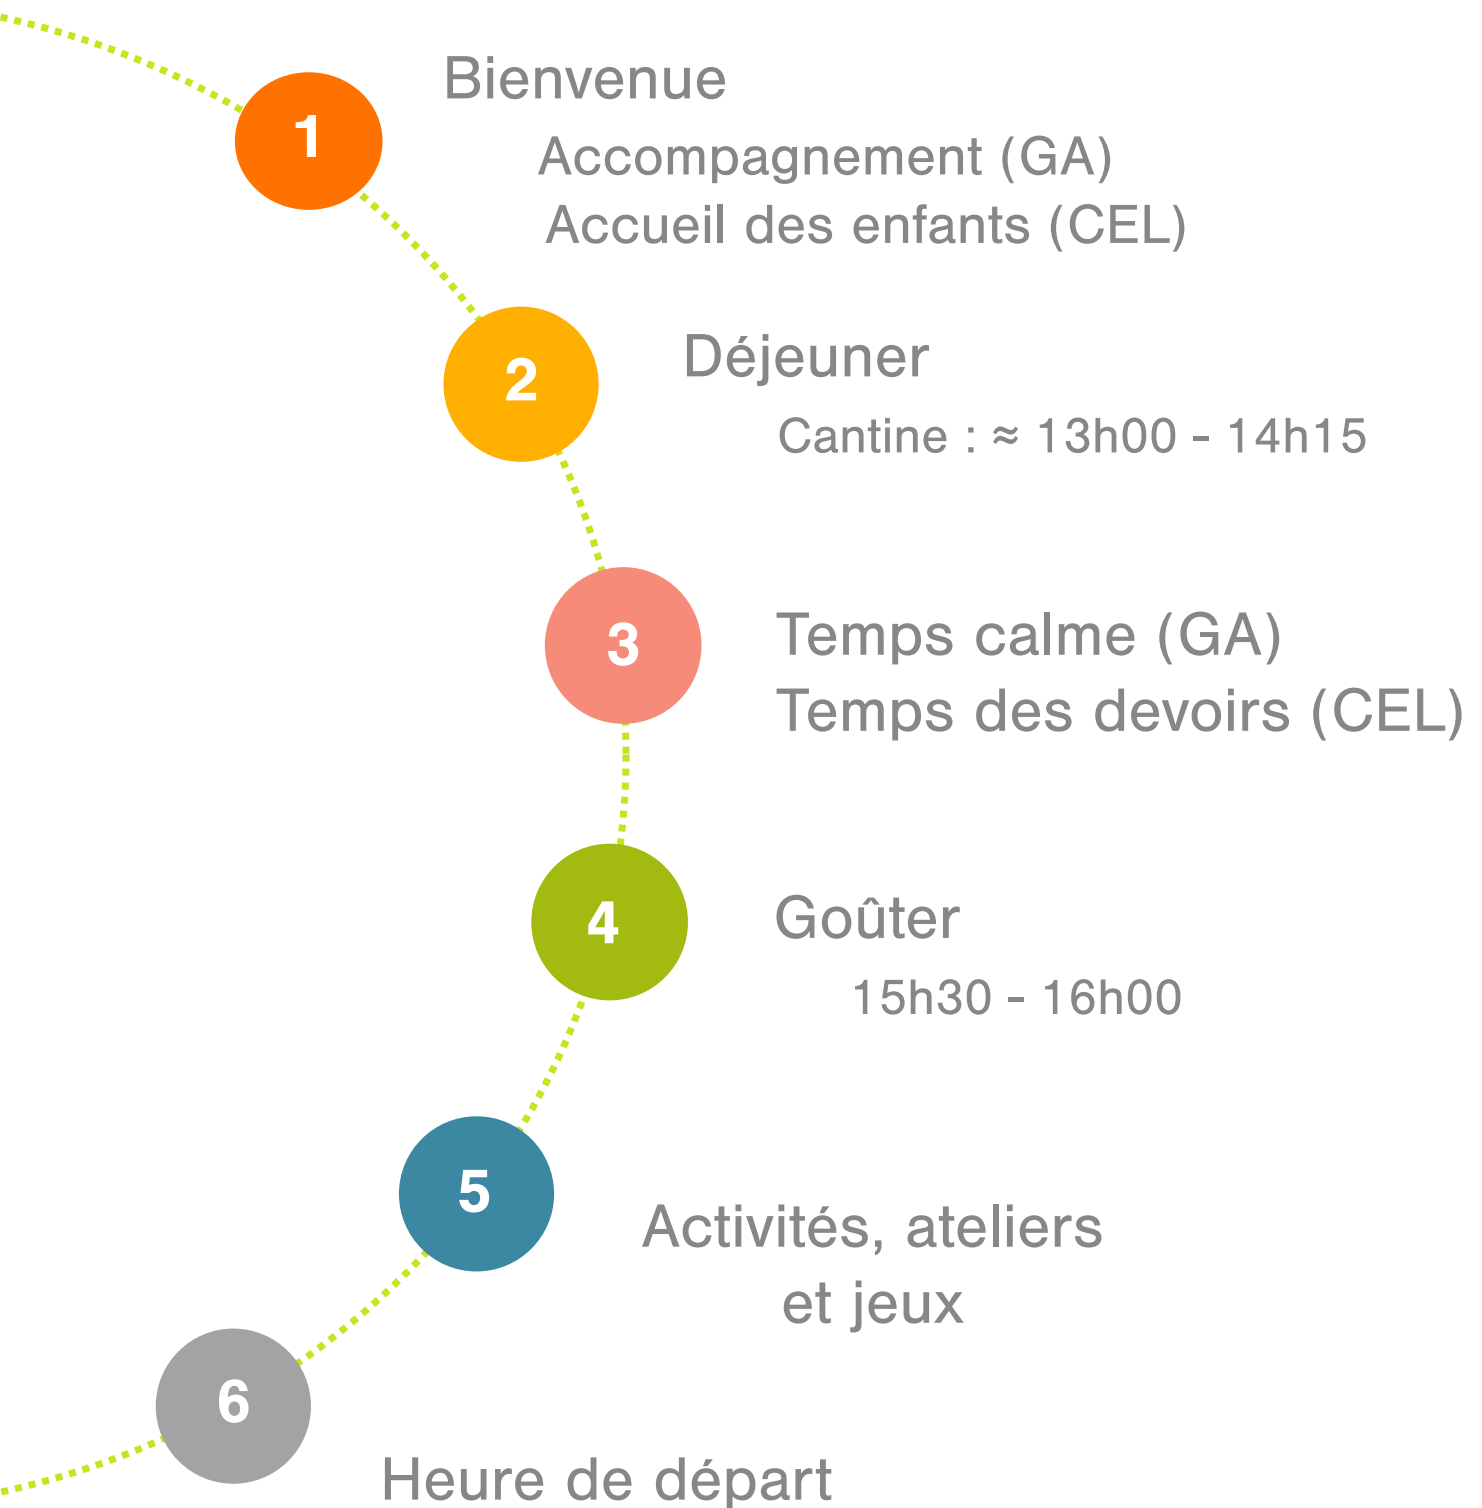 1
Bienvenue
Accompagnement (GA)
Accueil des enfants (CEL)
2
Déjeuner
Cantine : ≈ 13h00 - 14h15
3
Temps calme (GA)
Temps des devoirs (CEL)
4
Goûter
15h30 - 16h00
5
Activités, ateliers
et jeux
6
Heure de départ